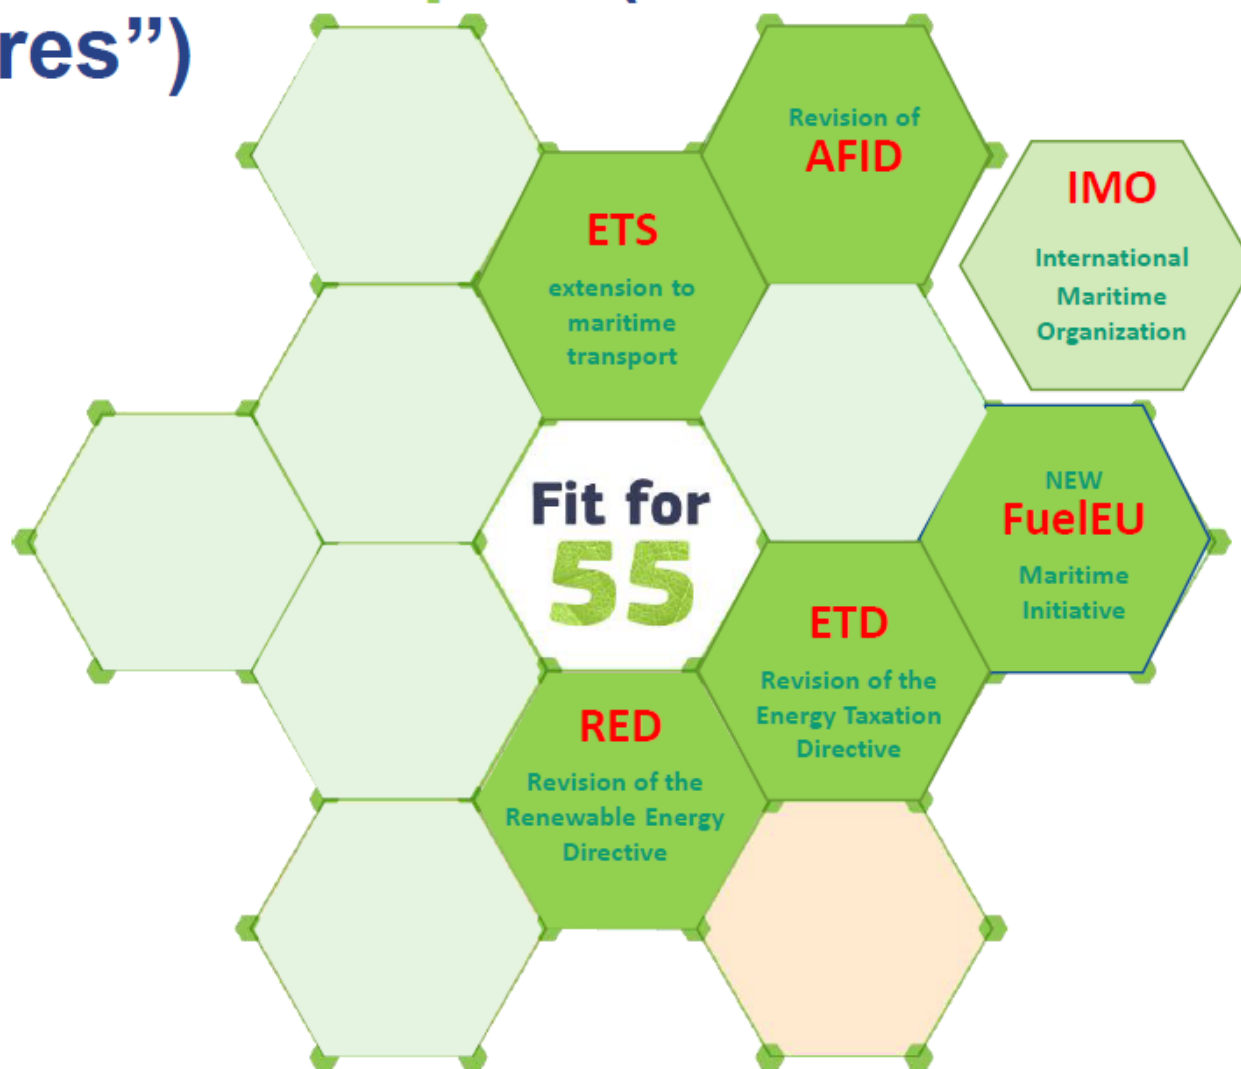 res”)
Revision of
AFID
IMO
International
Maritime
Organization
ETS
extension to
maritime
transport
Fit for
55
NEW
FuelEU
Maritime
Initiative
ETD
Revision of the
Energy Taxation
Directive
RED
Revision of the
Renewable Energy
Directive